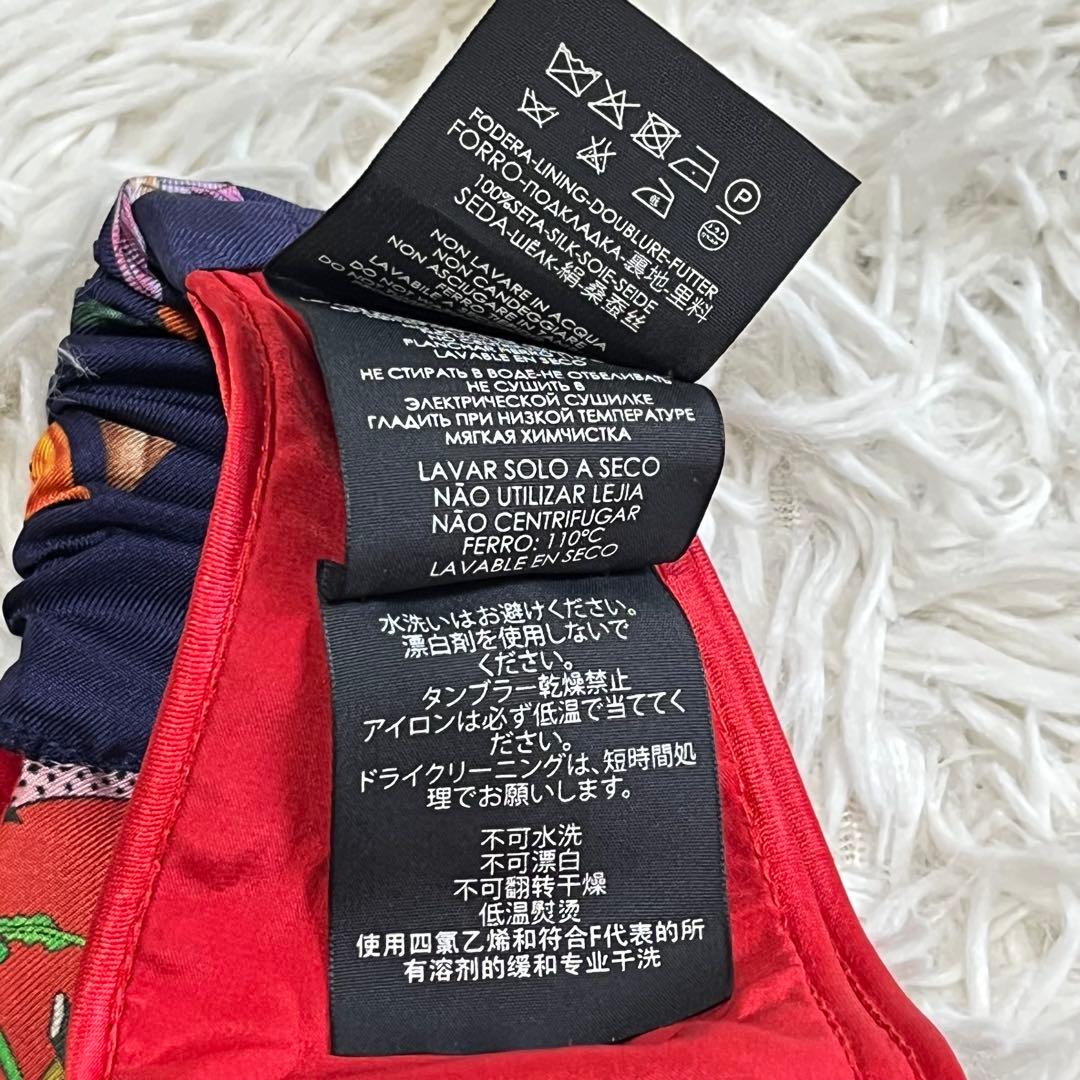 P
FODERA-LINING-DOUBLURE-FUTTER
FORRO-ПОДКЛАДКА-裏地-里料
100%SETA-SILK-SOIE-SEIDE
SEDA-ШЁЛК-絹-桑蚕丝
NON LAVARE IN ACQUA
NON CANDEGGIARE
NON ASCIUGARE IN
FERRO TEMP.
LAVABILE
DO NOT
PLANCHAR
LAVABLE EN SECO
НЕ СТИРАТЬ В ВОДЕ-НЕ ОТБЕЛИВАТЬ
НЕ СУШИТЬ В
ЭЛЕКТРИЧЕСКОЙ СУШИЛКЕ
ГЛАДИТЬ ПРИ НИЗКОЙ ТЕМПЕРАТУРЕ
МЯГКАЯ ХИМЧИСТКА
LAVAR SOLO A SECO
NÃO UTILIZAR LEJIA
NÃO CENTRIFUGAR
FERRO: 110ºC
LAVABLE EN SECO
水洗いはお避けください。
漂白剤を使用しないで
ください。
タンブラー乾燥禁止
アイロンは必ず低温で当ててく
ださい。
ドライクリーニングは、短時間処
理でお願いします。
不可水洗
不可漂白
不可翻转干燥
低温熨烫
使用四氯乙烯和符合F代表的所
有溶剂的缓和专业干洗